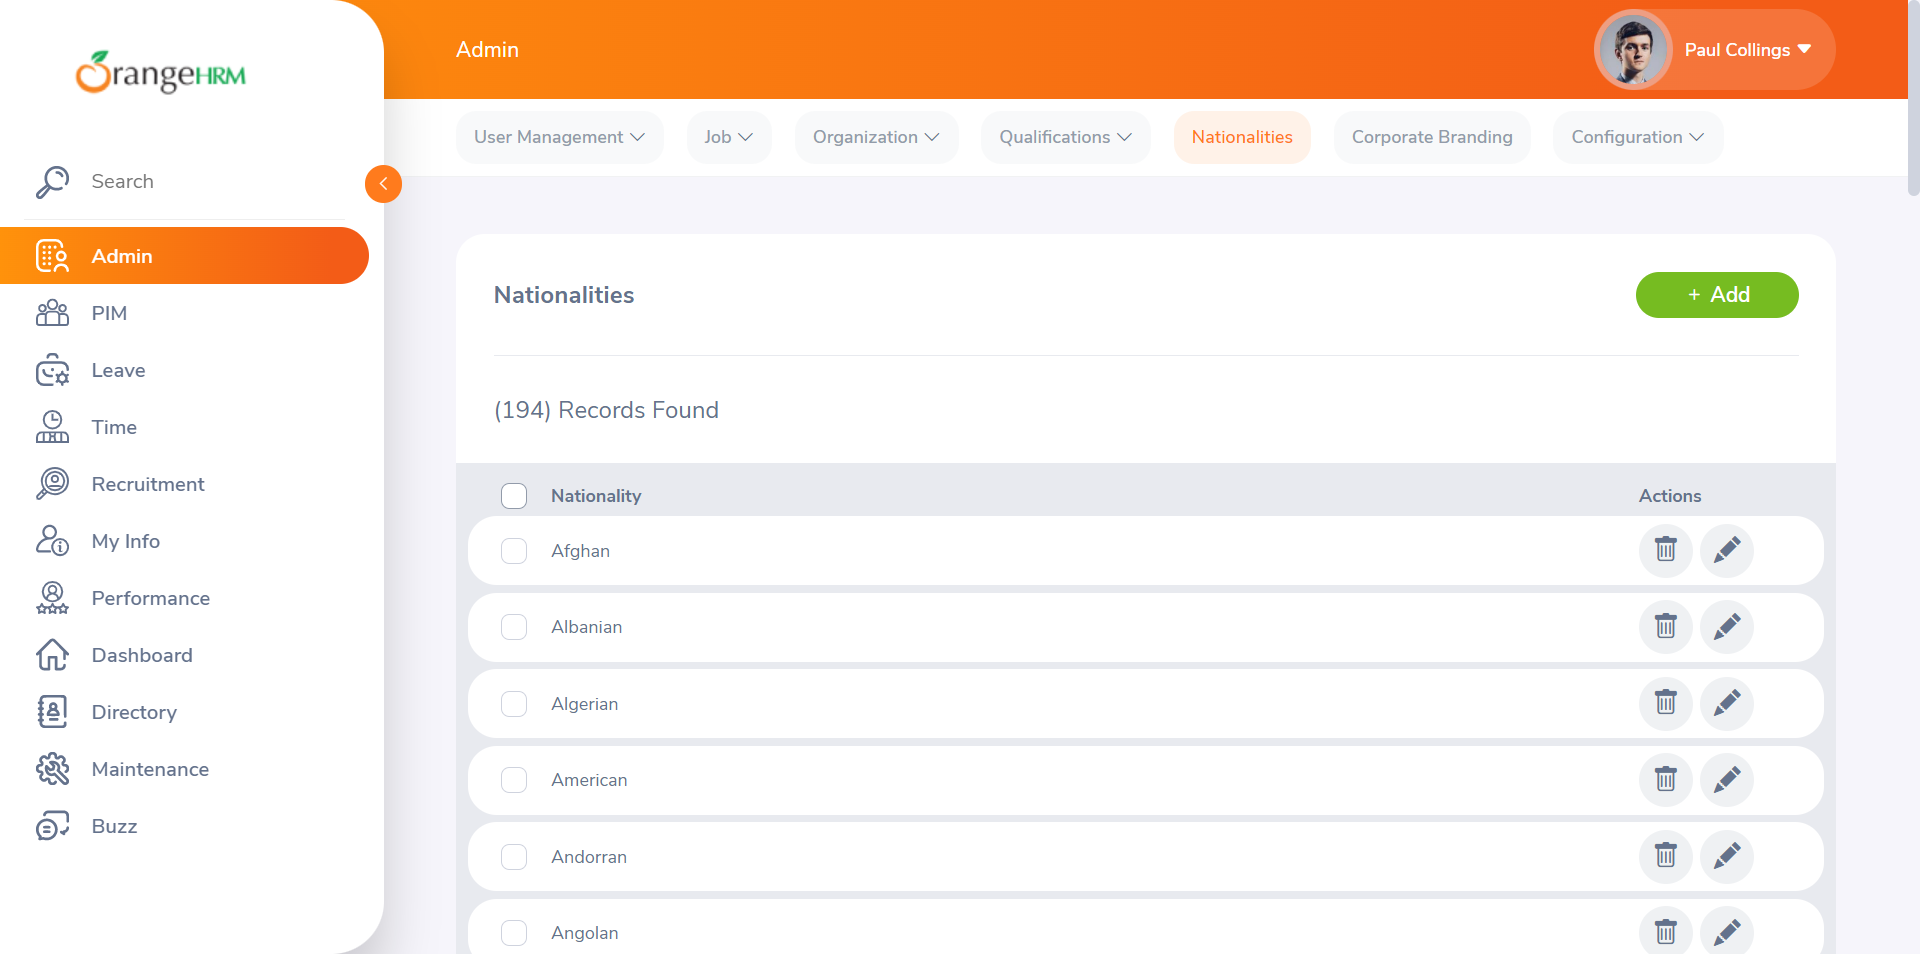 OrangeHRM
Search
Admin
PIM
Leave
Time
Recruitment
My Info
Performance
Dashboard
Directory
Maintenance
Buzz
Admin
Paul Collings
User Management
Job
Organization
Qualifications
Nationalities
Corporate Branding
Configuration
Nationalities
+ Add
(194) Records Found
Nationality
Actions
Afghan
Albanian
Algerian
American
Andorran
Angolan